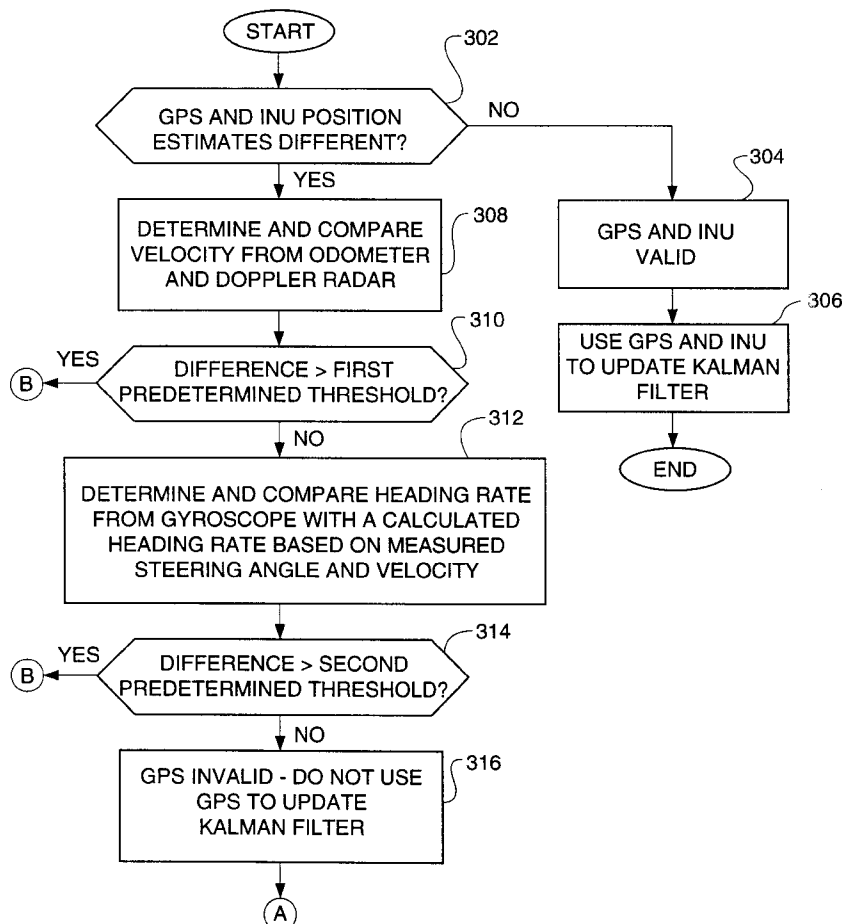 START
302
GPS AND INU POSITION
ESTIMATES DIFFERENT?
NO
YES
304
GPS AND INU
VALID
308
DETERMINE AND COMPARE
VELOCITY FROM ODOMETER
AND DOPPLER RADAR
306
USE GPS AND INU
TO UPDATE KALMAN
FILTER
END
310
DIFFERENCE > FIRST
PREDETERMINED THRESHOLD?
YES
B
NO
312
DETERMINE AND COMPARE HEADING RATE
FROM GYROSCOPE WITH A CALCULATED
HEADING RATE BASED ON MEASURED
STEERING ANGLE AND VELOCITY
314
DIFFERENCE > SECOND
PREDETERMINED THRESHOLD?
YES
B
NO
316
GPS INVALID - DO NOT USE
GPS TO UPDATE
KALMAN FILTER
A